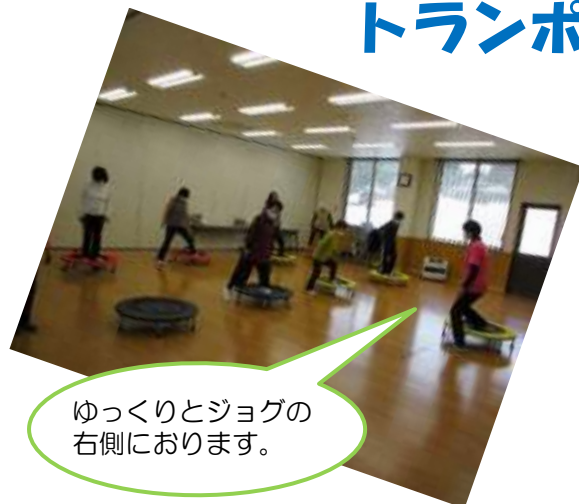 トランポ
ゆっくりとジョグの
右側におります。